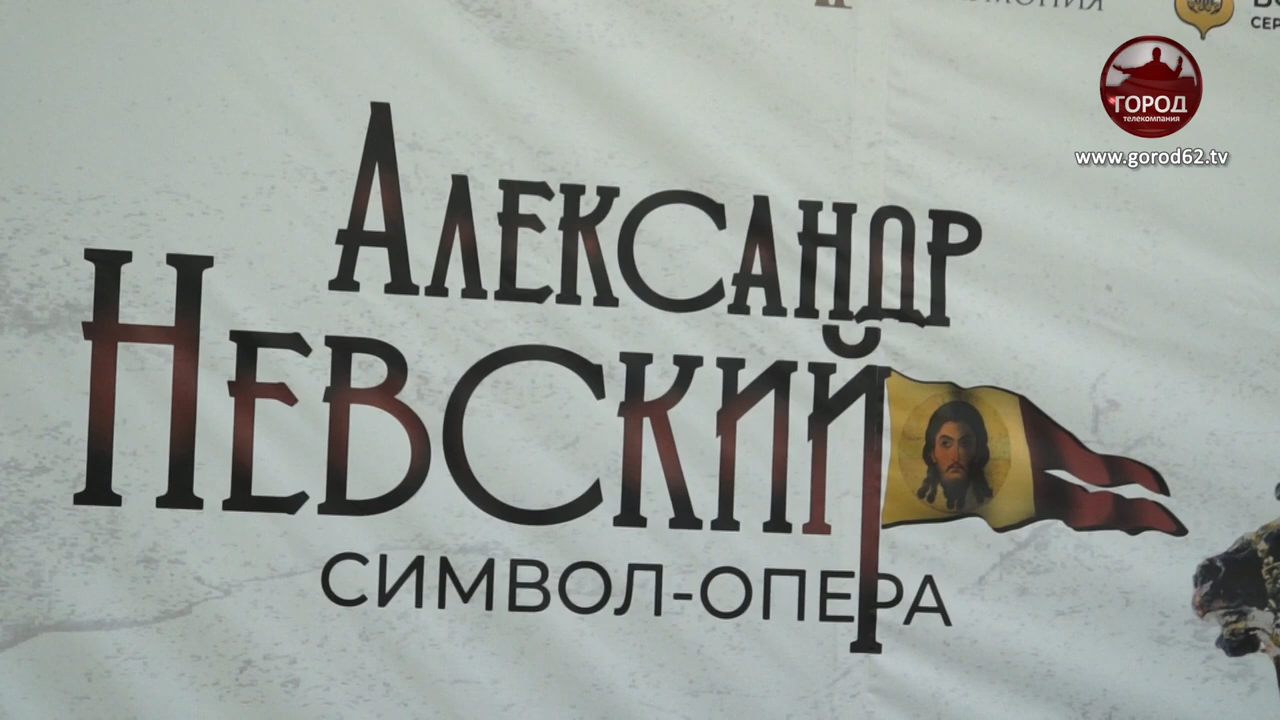 ГОРОД
телекомпания
www.gorod62.tv
АЛЕКСАНДР
НЕВСКИЙ
СИМВОЛ-ОПЕРА